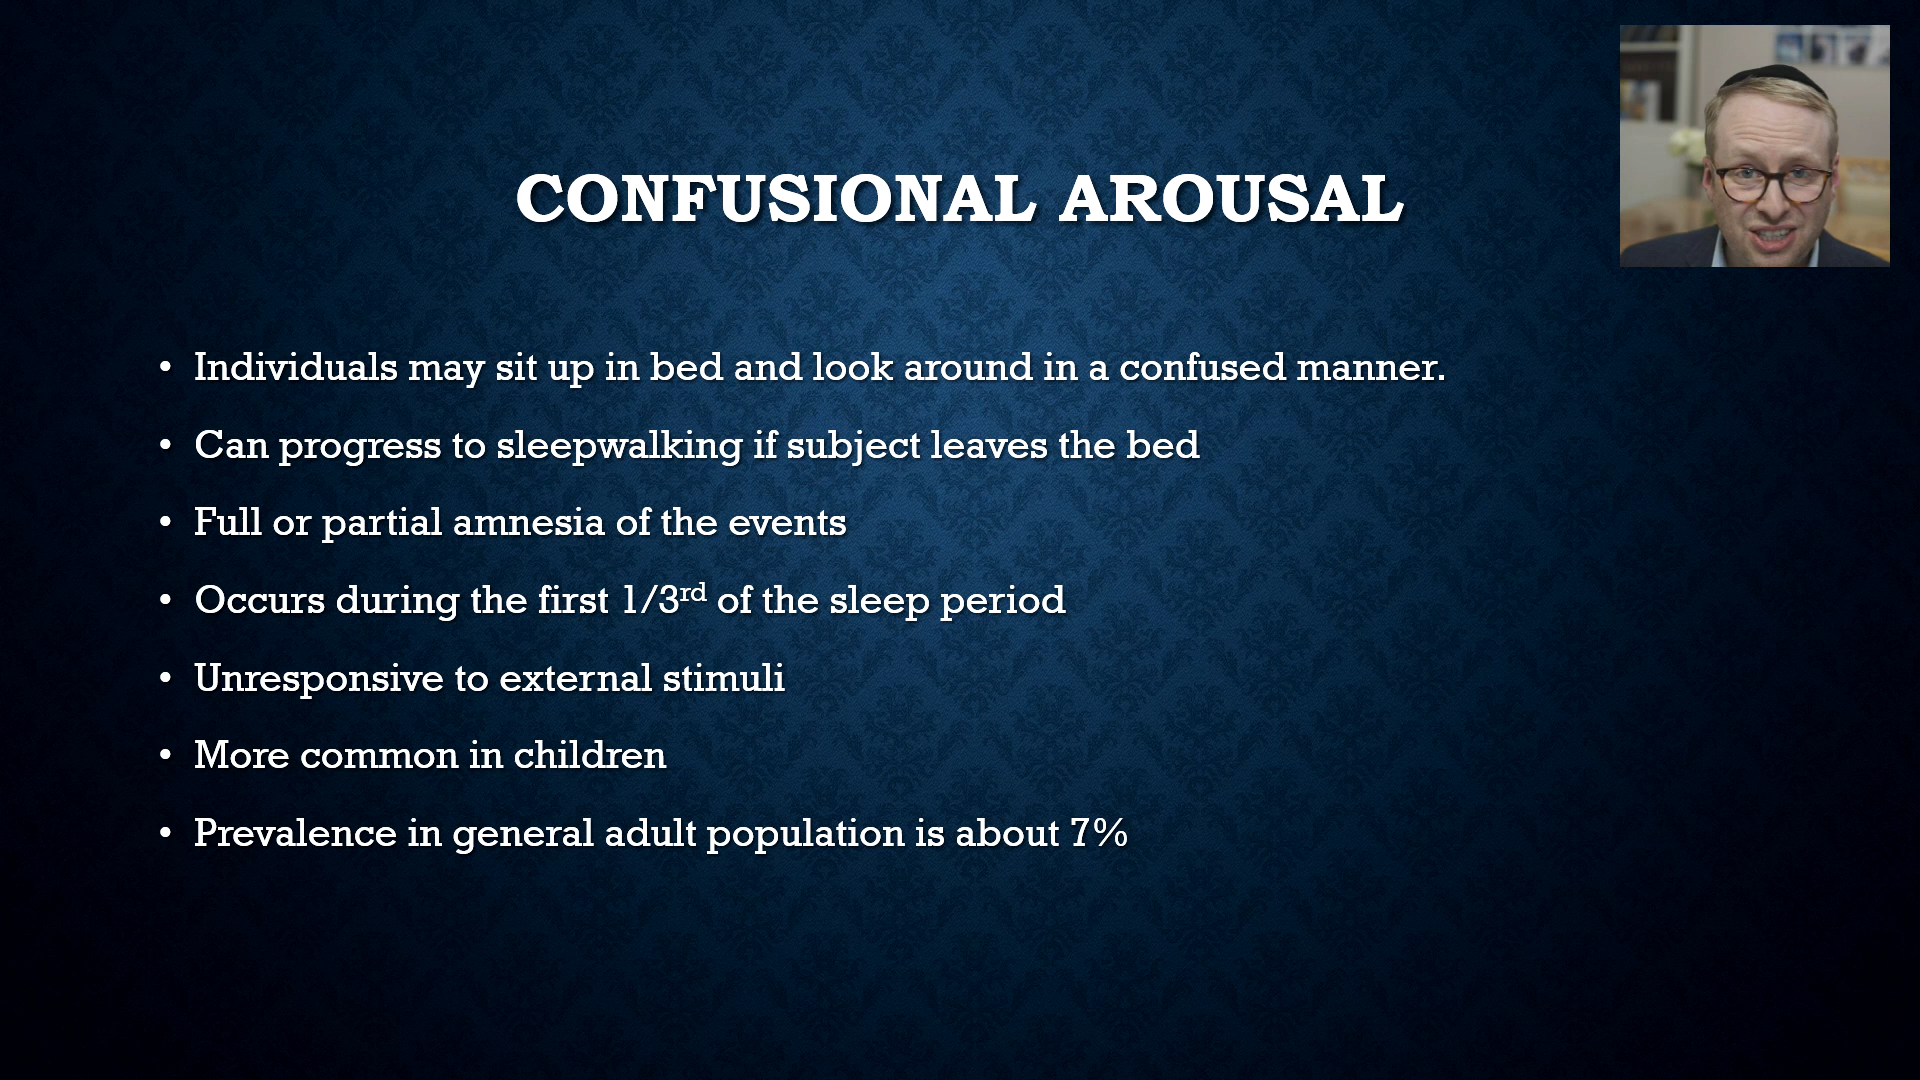 CONFUSIONAL AROUSAL
• Individuals may sit up in bed and look around in a confused manner.
• Can progress to sleepwalking if subject leaves the bed
• Full or partial amnesia of the events
• Occurs during the first 1/3rd of the sleep period
• Unresponsive to external stimuli
• More common in children
• Prevalence in general adult population is about 7%